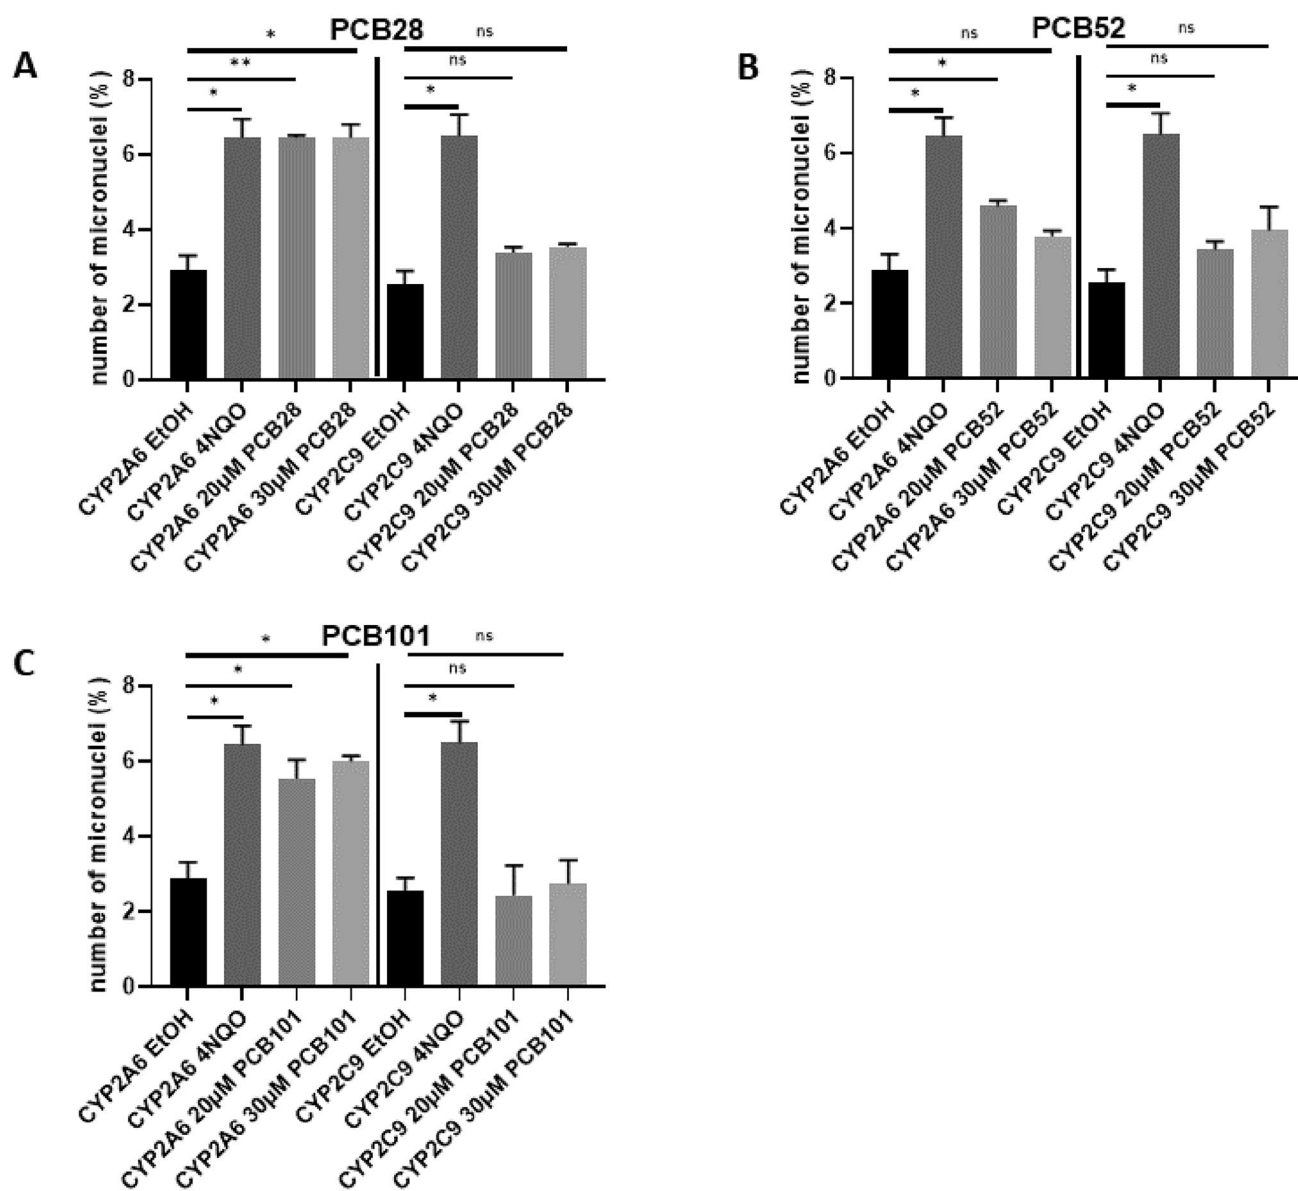 PCB28
A
* ns
** ns
* *
number of micronuclei (%)
8
6
4
2
0
CYP2A6 EtOH
CYP2A6 4NQO
CYP2A6 20µM PCB28
CYP2A6 30µM PCB28
CYP2C9 EtOH
CYP2C9 4NQO
CYP2C9 20µM PCB28
CYP2C9 30µM PCB28
PCB52
B
ns ns
* ns
* *
number of micronuclei (%)
8
6
4
2
0
CYP2A6 EtOH
CYP2A6 4NQO
CYP2A6 20µM PCB52
CYP2A6 30µM PCB52
CYP2C9 EtOH
CYP2C9 4NQO
CYP2C9 20µM PCB52
CYP2C9 30µM PCB52
PCB101
C
* ns
* ns
* *
number of micronuclei (%)
8
6
4
2
0
CYP2A6 EtOH
CYP2A6 4NQO
CYP2A6 20µM PCB101
CYP2A6 30µM PCB101
CYP2C9 EtOH
CYP2C9 4NQO
CYP2C9 20µM PCB101
CYP2C9 30µM PCB101